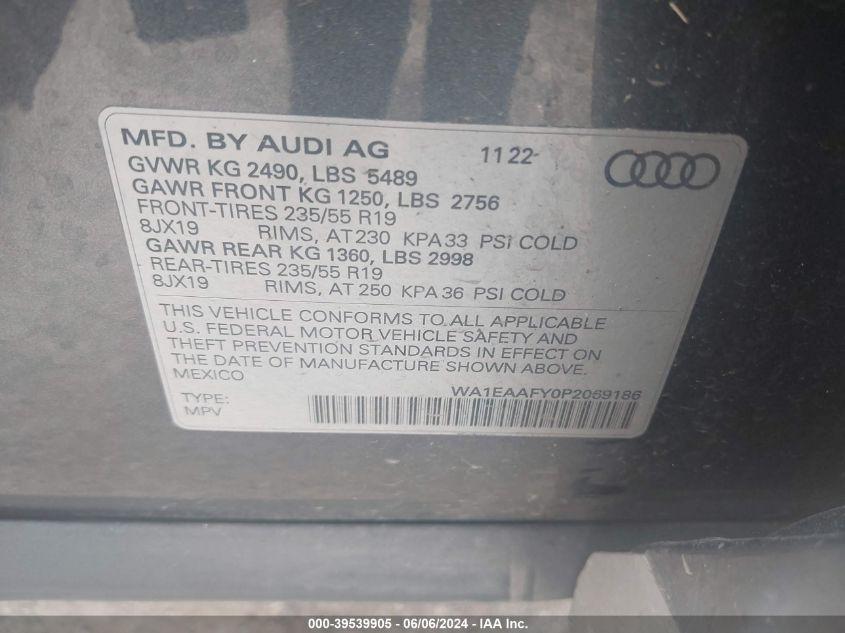 MFD. BY AUDI AG 11 22-
GVWR KG 2490, LBS 5489
GAWR FRONT KG 1250, LBS 2756
FRONT-TIRES 235/55 R19
8JX19 RIMS, AT 230 KPA 33 PSI COLD
GAWR REAR KG 1360, LBS 2998
REAR-TIRES 235/55 R19
8JX19 RIMS, AT 250 KPA 36 PSI COLD
THIS VEHICLE CONFORMS TO ALL APPLICABLE
U.S. FEDERAL MOTOR VEHICLE SAFETY AND
THEFT PREVENTION STANDARDS IN EFFECT ON
THE DATE OF MANUFACTURE SHOWN ABOVE.
MEXICO
WA1EAAFY0P2069186
TYPE:
MPV
000-39539905 - 06/06/2024 - IAA Inc.